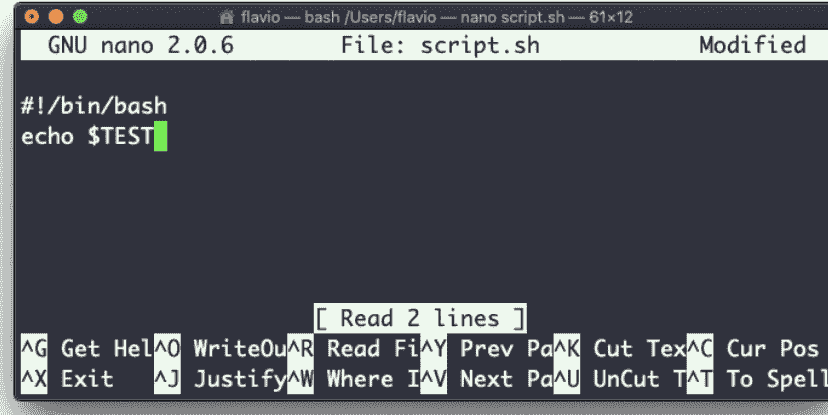 flavio — bash /Users/flavio — nano script.sh — 61×12
GNU nano 2.0.6 File: script.sh Modified
#!/bin/bash
echo $TEST
[ Read 2 lines ]
^G Get Hel^O WriteOu^R Read Fi^Y Prev Pa^K Cut Tex^C Cur Pos
^X Exit ^J Justify^W Where I^V Next Pa^U UnCut T^T To Spell